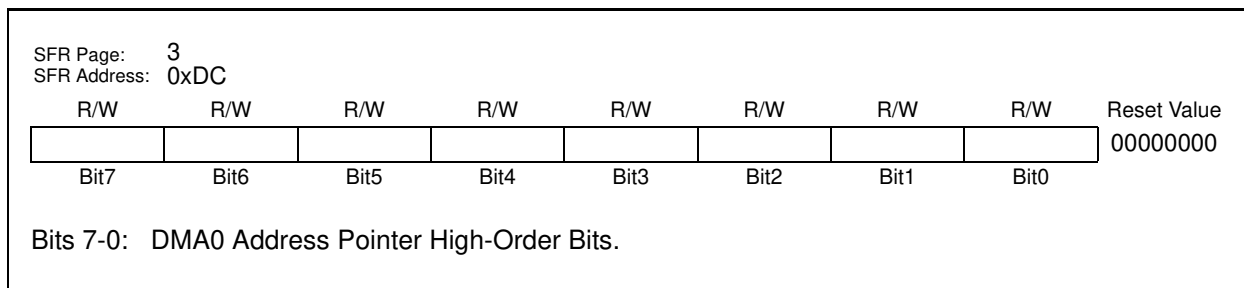 SFR Page: 3
SFR Address: 0xDC
R/W R/W R/W R/W R/W R/W R/W R/W Reset Value
00000000
Bit7 Bit6 Bit5 Bit4 Bit3 Bit2 Bit1 Bit0
Bits 7-0: DMA0 Address Pointer High-Order Bits.